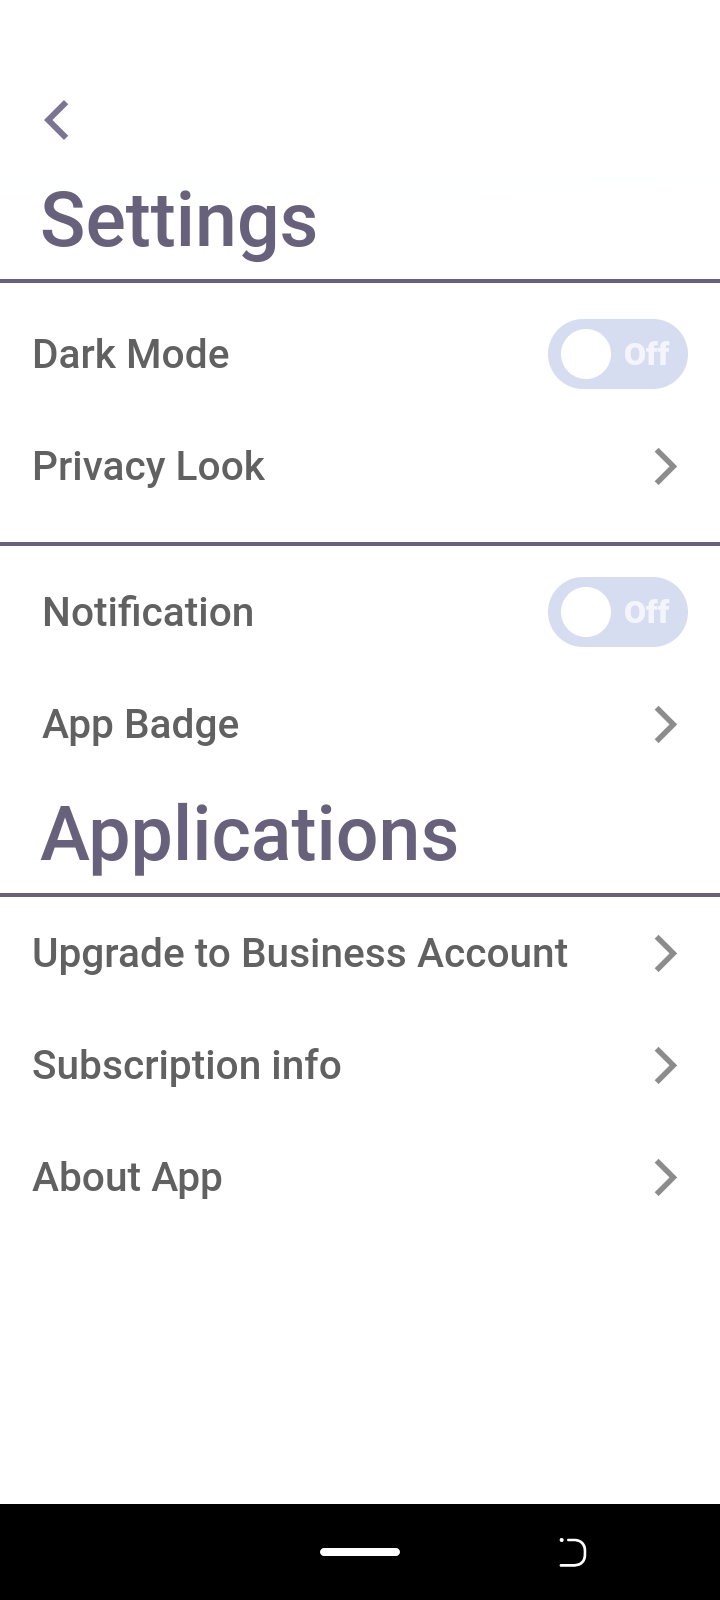 Settings
Dark Mode Off
Privacy Look
Notification Off
App Badge
Applications
Upgrade to Business Account
Subscription info
About App